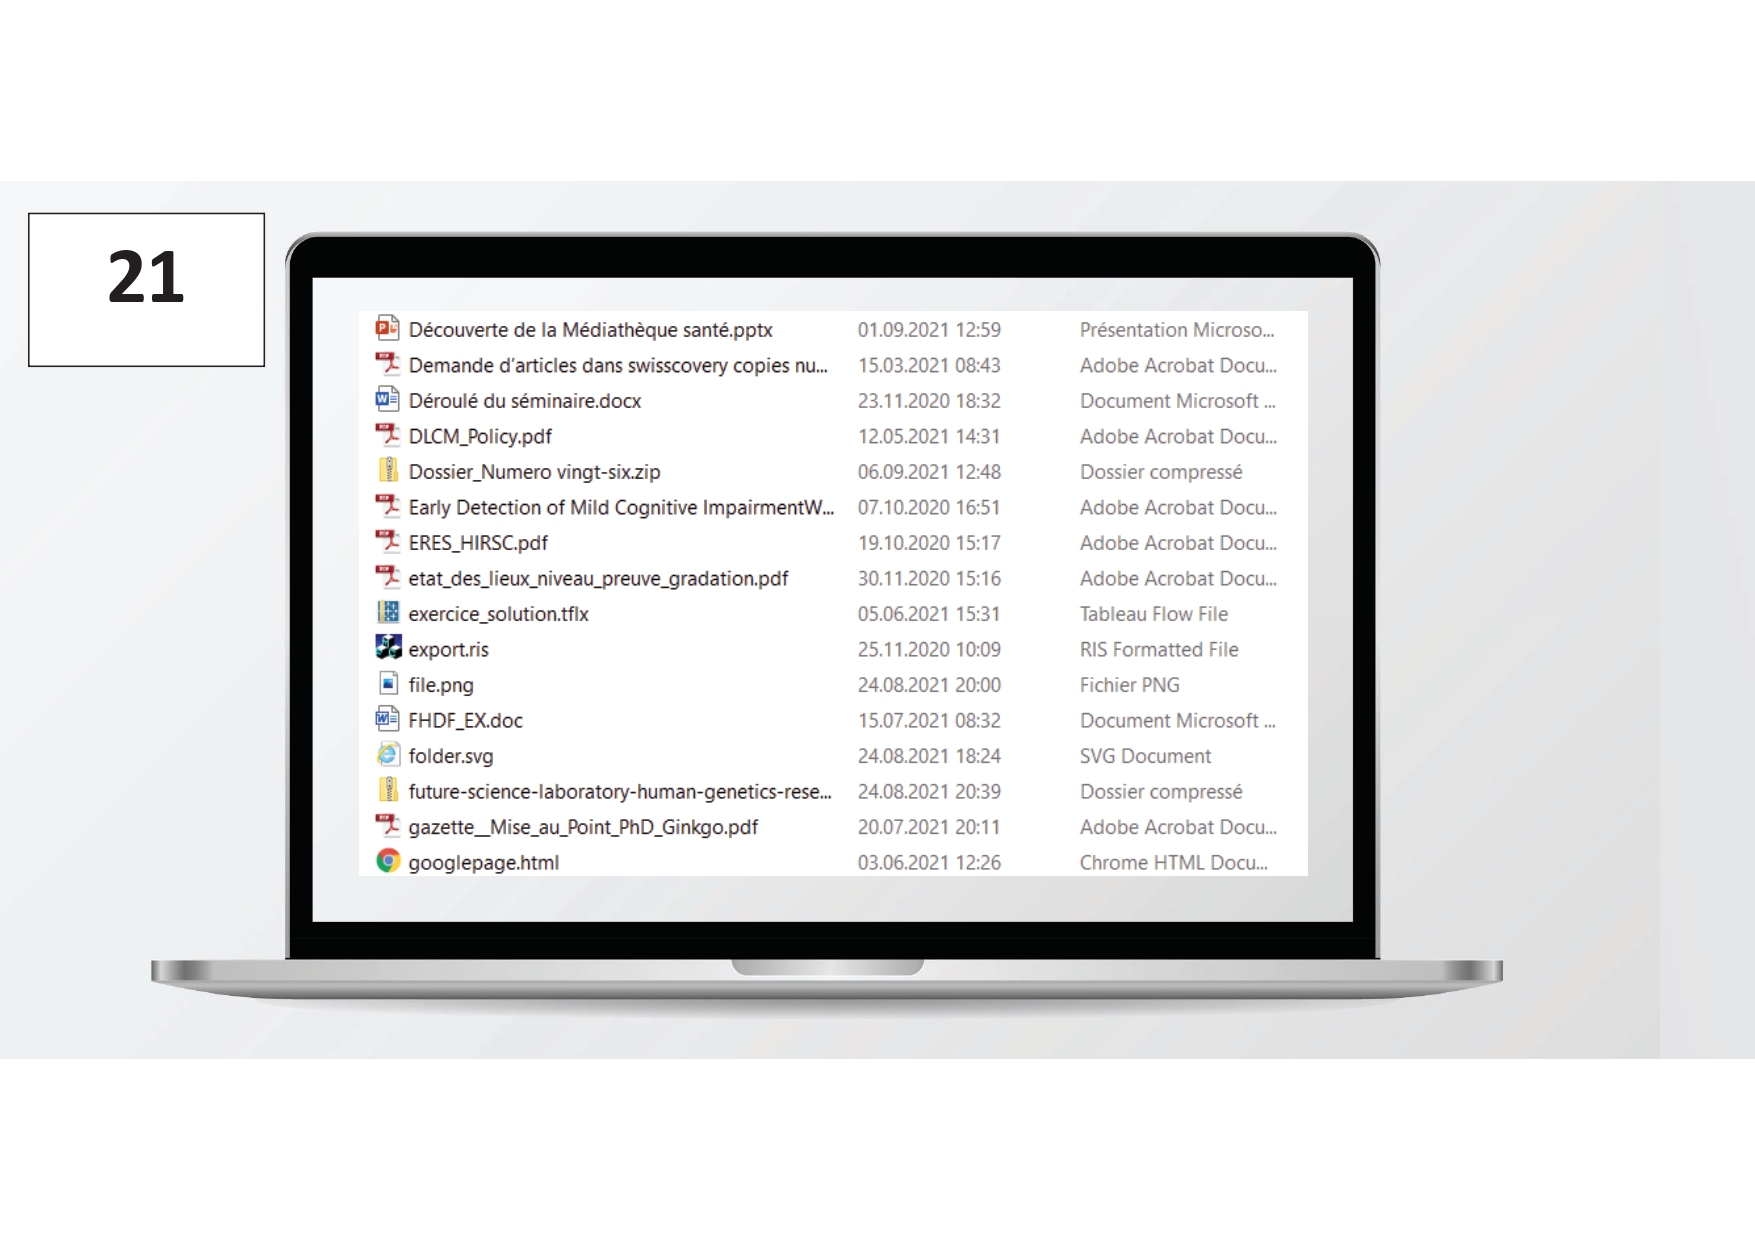 21
Découverte de la Médiathèque santé.pptx 01.09.2021 12:59 Présentation Microso...
Demande d'articles dans swisscovery copies nu... 15.03.2021 08:43 Adobe Acrobat Docu...
Déroulé du séminaire.docx 23.11.2020 18:32 Document Microsoft ...
DLCM_Policy.pdf 12.05.2021 14:31 Adobe Acrobat Docu...
Dossier_Numero vingt-six.zip 06.09.2021 12:48 Dossier compressé
Early Detection of Mild Cognitive ImpairmentW... 07.10.2020 16:51 Adobe Acrobat Docu...
ERES_HIRSC.pdf 19.10.2020 15:17 Adobe Acrobat Docu...
etat_des_lieux_niveau_preuve_gradation.pdf 30.11.2020 15:16 Adobe Acrobat Docu...
exercice_solution.tflx 05.06.2021 15:31 Tableau Flow File
export.ris 25.11.2020 10:09 RIS Formatted File
file.png 24.08.2021 20:00 Fichier PNG
FHDF_EX.doc 15.07.2021 08:32 Document Microsoft ...
folder.svg 24.08.2021 18:24 SVG Document
future-science-laboratory-human-genetics-rese... 24.08.2021 20:39 Dossier compressé
gazette__Mise_au_Point_PhD_Ginkgo.pdf 20.07.2021 20:11 Adobe Acrobat Docu...
googlepage.html 03.06.2021 12:26 Chrome HTML Docu...